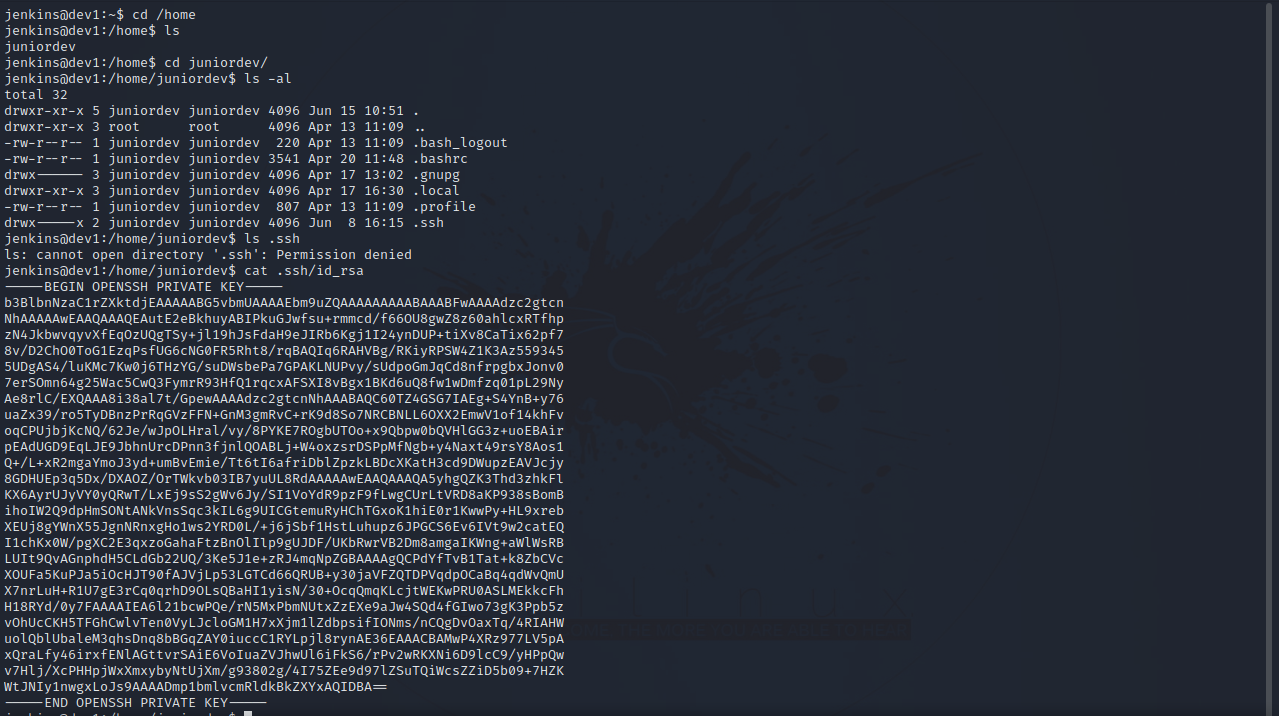 jenkins@dev1:~$ cd /home
jenkins@dev1:/home$ ls
juniordev
jenkins@dev1:/home$ cd juniordev/
jenkins@dev1:/home/juniordev$ ls -al
total 32
drwxr-xr-x 5 juniordev juniordev 4096 Jun 15 10:51 .
drwxr-xr-x 3 root      root      4096 Apr 13 11:09 ..
-rw-r--r-- 1 juniordev juniordev  220 Apr 13 11:09 .bash_logout
-rw-r--r-- 1 juniordev juniordev 3541 Apr 20 11:48 .bashrc
drwx------ 3 juniordev juniordev 4096 Apr 17 13:02 .gnupg
drwxr-xr-x 3 juniordev juniordev 4096 Apr 17 16:30 .local
-rw-r--r-- 1 juniordev juniordev  807 Apr 13 11:09 .profile
drwx-----x 2 juniordev juniordev 4096 Jun  8 16:15 .ssh
jenkins@dev1:/home/juniordev$ ls .ssh
ls: cannot open directory '.ssh': Permission denied
jenkins@dev1:/home/juniordev$ cat .ssh/id_rsa
-----BEGIN OPENSSH PRIVATE KEY-----
b3BlbnNzaC1rZXktdjEAAAAABG5vbmUAAAAEbm9uZQAAAAAAAAABAAABFwAAAAdzc2gtcn
NhAAAAAwEAAQAAAQEAutE2eBkhuyABIPkuGJwfsu+rmmcd/f66OU8gwZ8z60ahlcxRTfhp
zN4JkbwvqyvXfEqOzUQgTSy+jl19hJsFdaH9eJIRb6Kgj1I24ynDUP+tiXv8CaTix62pf7
8v/D2ChO0ToG1EzqPsfUG6cNG0FR5Rht8/rqBAQIq6RAHVBg/RKiyRPSW4Z1K3Az559345
5UDgAS4/luKMc7Kw0j6THzYG/suDWsbePa7GPAKLNUPvy/sUdpoGmJqCd8nfrpgbxJonv0
7erSOmn64g25Wac5CwQ3FymrR93HfQ1rqcxAFSXI8vBgx1BKd6uQ8fw1wDmfzq01pL29Ny
Ae8rlC/EXQAAA8i38al7t/GpewAAAAdzc2gtcnNhAAABAQC60TZ4GSG7IAEg+S4YnB+y76
uaZx39/ro5TyDBnzPrRqGVzFFN+GnM3gmRvC+rK9d8So7NRCBNLL6OXX2EmwV1of14khFv
oqCPUjbjKcNQ/62Je/wJpOLHral/vy/8PYKE7ROgbUTOo+x9Qbpw0bQVHlGG3z+uoEBAir
pEAdUGD9EqLJE9JbhnUrcDPnn3fjnlQOABLj+W4oxzsrDSPpMfNgb+y4Naxt49rsY8Aos1
Q+/L+xR2mgaYmoJ3yd+umBvEmie/Tt6tI6afriDblZpzkLBDcXKatH3cd9DWupzEAVJcjy
8GDHUEp3q5Dx/DXAOZ/OrTWkvb03IB7yuUL8RdAAAAAwEAAQAAAQA5yhgQZK3Thd3zhkFl
KX6AyrUJyVY0yQRwT/LxEj9sS2gWv6Jy/SI1VoYdR9pzF9fLwgCUrLtVRD8aKP938sBomB
ihoIW2Q9dpHmSONtANkVnsSqc3kIL6g9UICGtemuRyHChTGxoK1hiE0r1KwwPy+HL9xreb
XEUj8gYWnX55JgnNRnxgHo1ws2YRD0L/+j6jSbf1HstLuhupz6JPGCS6Ev6IVt9w2catEQ
I1chKx0W/pgXC2E3qxzoGahaFtzBnOlIlp9gUJDF/UKbRwrVB2Dm8amgaIKWng+aWlWsRB
LUIt9QvAGnphdH5CLdGb22UQ/3Ke5J1e+zRJ4mqNpZGBAAAAgQCPdYfTvB1Tat+k8ZbCVc
XOUFa5KuPJa5iOcHJT90fAJVjLp53LGTCd66QRUB+y30jaVFZQTDPVqdpOCaBq4qdWvQmU
X7nrLuH+R1U7gE3rCq0qrhD9OLsQBaHI1yisN/30+OcqQmqKLcjtWEKwPRU0ASLMEkkcFh
H18RYd/0y7FAAAAIEA6l21bcwPQe/rN5MxPbmNUtxZzEXe9aJw4SQd4fGIwo73gK3Ppb5z
vOhUcCKH5TFGhCwlvTen0VyLJcloGM1H7xXjm1lZdbpsifIONms/nCQgDvOaxTq/4RIAHW
uolQblUbaleM3qhsDnq8bBGqZAY0iuccC1RYLpjl8rynAE36EAAACBAMwP4XRz977LV5pA
xQraLfy46irxfENlAGttvrSAiE6VoIuaZVJhwUl6iFkS6/rPv2wRKXNi6D9lcC9/yHPpQw
v7Hlj/XcPHHpjWxXmxybyNtUjXm/g93802g/4I75ZEe9d97lZSuTQiWcsZZiD5b09+7HZK
WtJNIy1nwgxLoJs9AAAADmp1bmlvcmRldkBkZXYxAQIDBA==
-----END OPENSSH PRIVATE KEY-----